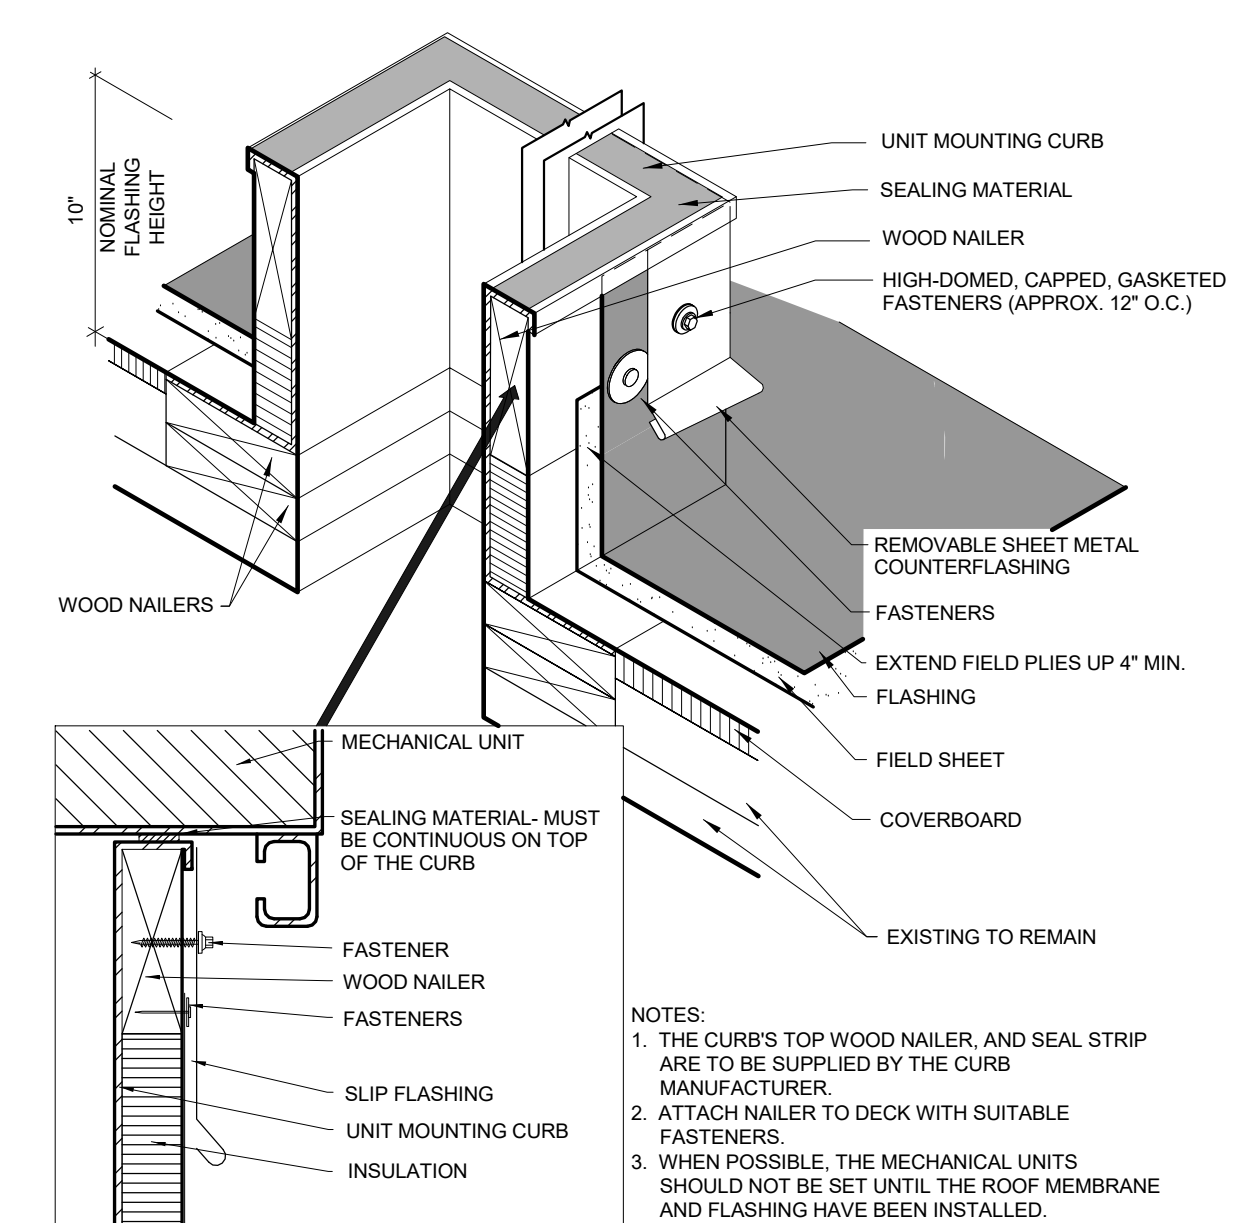 10"
NOMINAL
FLASHING
HEIGHT
UNIT MOUNTING CURB
SEALING MATERIAL
WOOD NAILER
HIGH-DOMED, CAPPED, GASKETED
FASTENERS (APPROX. 12" O.C.)
WOOD NAILERS
REMOVABLE SHEET METAL
COUNTERFLASHING
FASTENERS
EXTEND FIELD PLIES UP 4" MIN.
FLASHING
FIELD SHEET
COVERBOARD
EXISTING TO REMAIN
MECHANICAL UNIT
SEALING MATERIAL- MUST
BE CONTINUOUS ON TOP
OF THE CURB
FASTENER
WOOD NAILER
FASTENERS
SLIP FLASHING
UNIT MOUNTING CURB
INSULATION
NOTES:
1. THE CURB'S TOP WOOD NAILER, AND SEAL STRIP
ARE TO BE SUPPLIED BY THE CURB
MANUFACTURER.
2. ATTACH NAILER TO DECK WITH SUITABLE
FASTENERS.
3. WHEN POSSIBLE, THE MECHANICAL UNITS
SHOULD NOT BE SET UNTIL THE ROOF MEMBRANE
AND FLASHING HAVE BEEN INSTALLED.